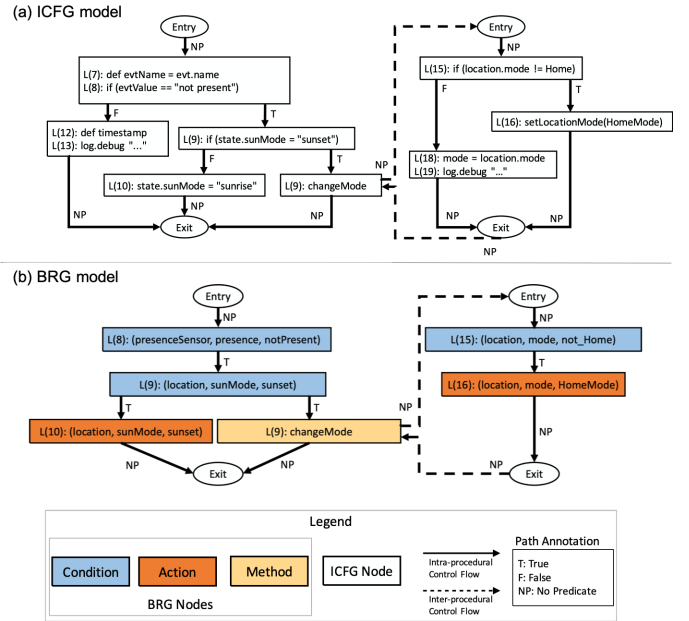 (a) ICFG model
Entry
Entry
NP
NP
L(7): def evtName = evt.name
L(8): if (evtValue == "not present")
L(15): if (location.mode != Home)
F
T
F
T
L(12): def timestamp
L(13): log.debug "..."
L(9): if (state.sunMode = "sunset")
L(16): setLocationMode(HomeMode)
F
T
NP
L(18): mode = location.mode
L(19): log.debug "..."
L(10): state.sunMode = "sunrise"
L(9): changeMode
NP
NP
NP
NP
NP
Exit
Exit
NP
(b) BRG model
Entry
Entry
NP
NP
L(8): (presenceSensor, presence, notPresent)
L(15): (location, mode, not_Home)
T
T
L(9): (location, sunMode, sunset)
L(16): (location, mode, HomeMode)
T
T
NP
L(10): (location, sunMode, sunset)
L(9): changeMode
NP
NP
NP
NP
Exit
Exit
Legend
Condition
Action
Method
ICFG Node
BRG Nodes
Intra-procedural
Control Flow
Inter-procedural
Control Flow
Path Annotation
T: True
F: False
NP: No Predicate